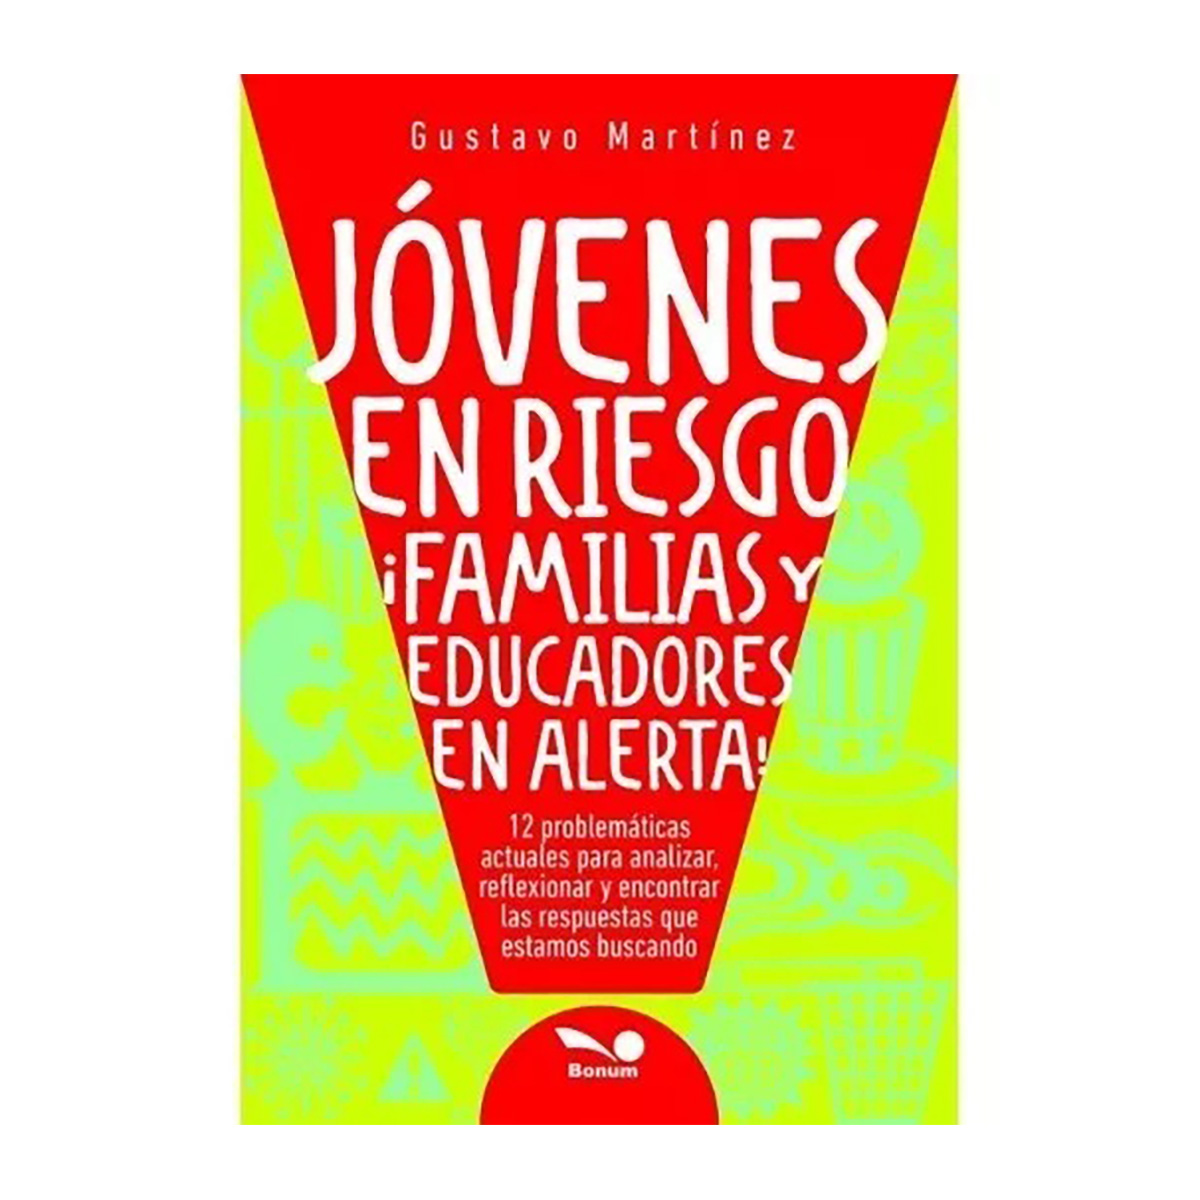 Gustavo Martínez
JÓVENES
EN RIESGO
¡FAMILIAS Y
EDUCADORES
EN ALERTA!
12 problemáticas
actuales para analizar,
reflexionar y encontrar
las respuestas que
estamos buscando
Bonum